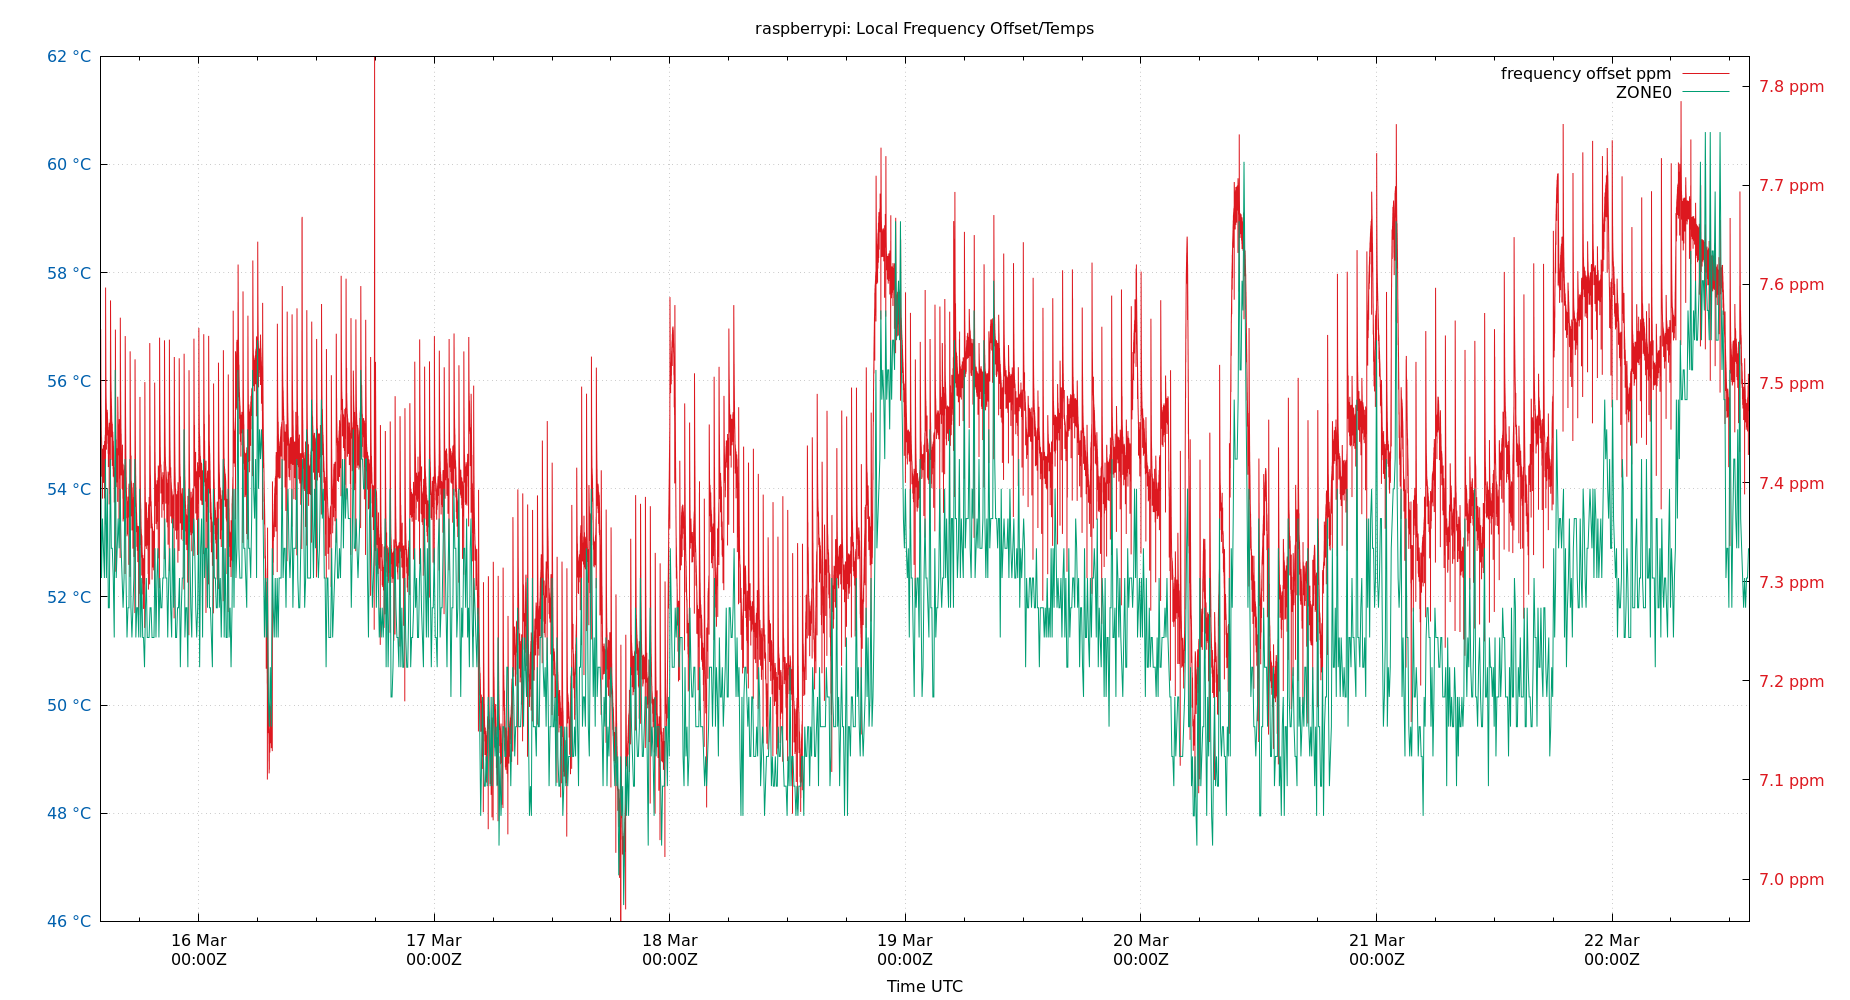 raspberrypi: Local Frequency Offset/Temps
frequency offset ppm
ZONE0
62 °C
60 °C
58 °C
56 °C
54 °C
52 °C
50 °C
48 °C
46 °C
7.8 ppm
7.7 ppm
7.6 ppm
7.5 ppm
7.4 ppm
7.3 ppm
7.2 ppm
7.1 ppm
7.0 ppm
16 Mar
00:00Z
17 Mar
00:00Z
18 Mar
00:00Z
19 Mar
00:00Z
20 Mar
00:00Z
21 Mar
00:00Z
22 Mar
00:00Z
Time UTC